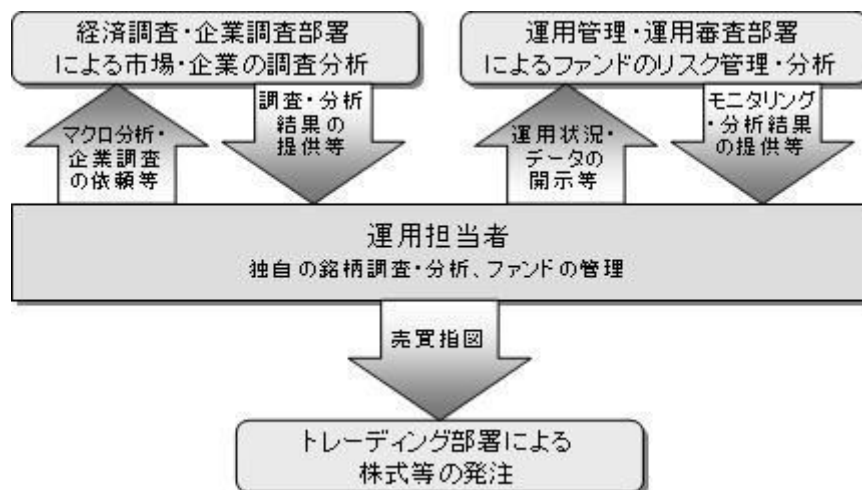 経済調査・企業調査部署
による市場・企業の調査分析
運用管理・運用審査部署
によるファンドのリスク管理・分析
マクロ分析・
企業調査
の依頼等
調査・分析
結果の
提供等
運用状況・
データの
開示等
モニタリング
・分析結果
の提供等
運用担当者
独自の銘柄調査・分析、ファンドの管理
売買指図
トレーディング部署による
株式等の発注